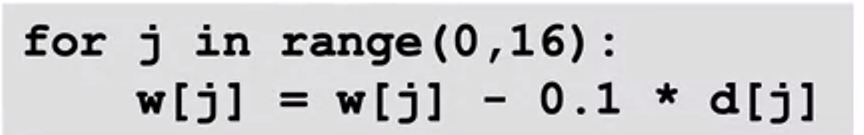 for j in range(0,16):
    w[j] = w[j] - 0.1 * d[j]